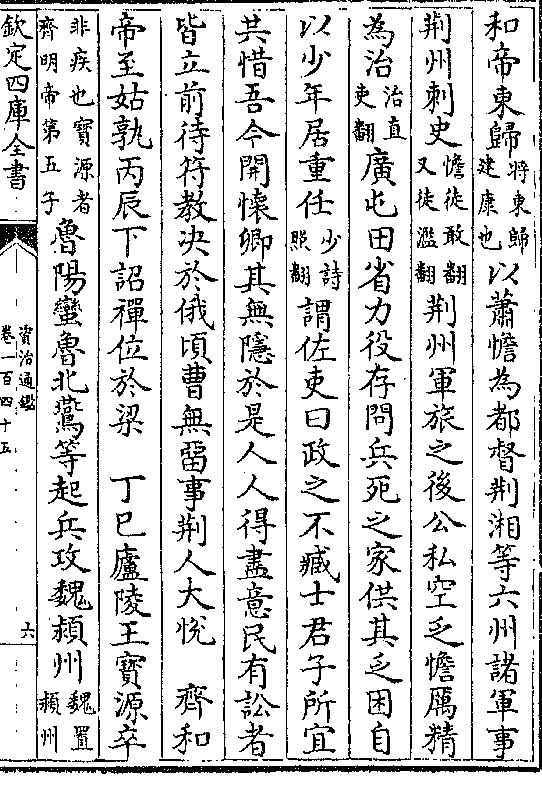 和帝東歸將東歸建康也以蕭憺為都督荆湘等六州諸軍事
荆州刺史憺徒敢翻又徒濫翻荆州軍旅之後公私空乏憺厲精
為治治直吏翻廣屯田省力役存問兵死之家供其乏困自
以少年居重任少詩照翻謂佐吏曰政之不臧士君子所宜
共惜吾今開懷卿其無隱於是人人得盡意民有訟者
皆立前待符教決於俄頃曹無留事荆人大悅　齊和
帝至姑孰丙辰下詔禪位於梁　丁巳廬陵王寶源卒
非疾也寶源者齊明帝第五子魯陽蠻魯北鷰等起兵攻魏頴州魏置頴州
欽定四庫全書
資治通鑑
卷一百四十五
六